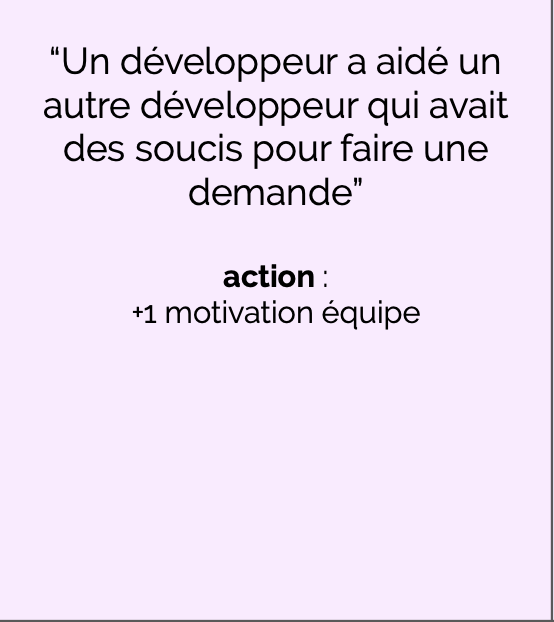 “Un développeur a aidé un
autre développeur qui avait
des soucis pour faire une
demande”
action :
+1 motivation équipe